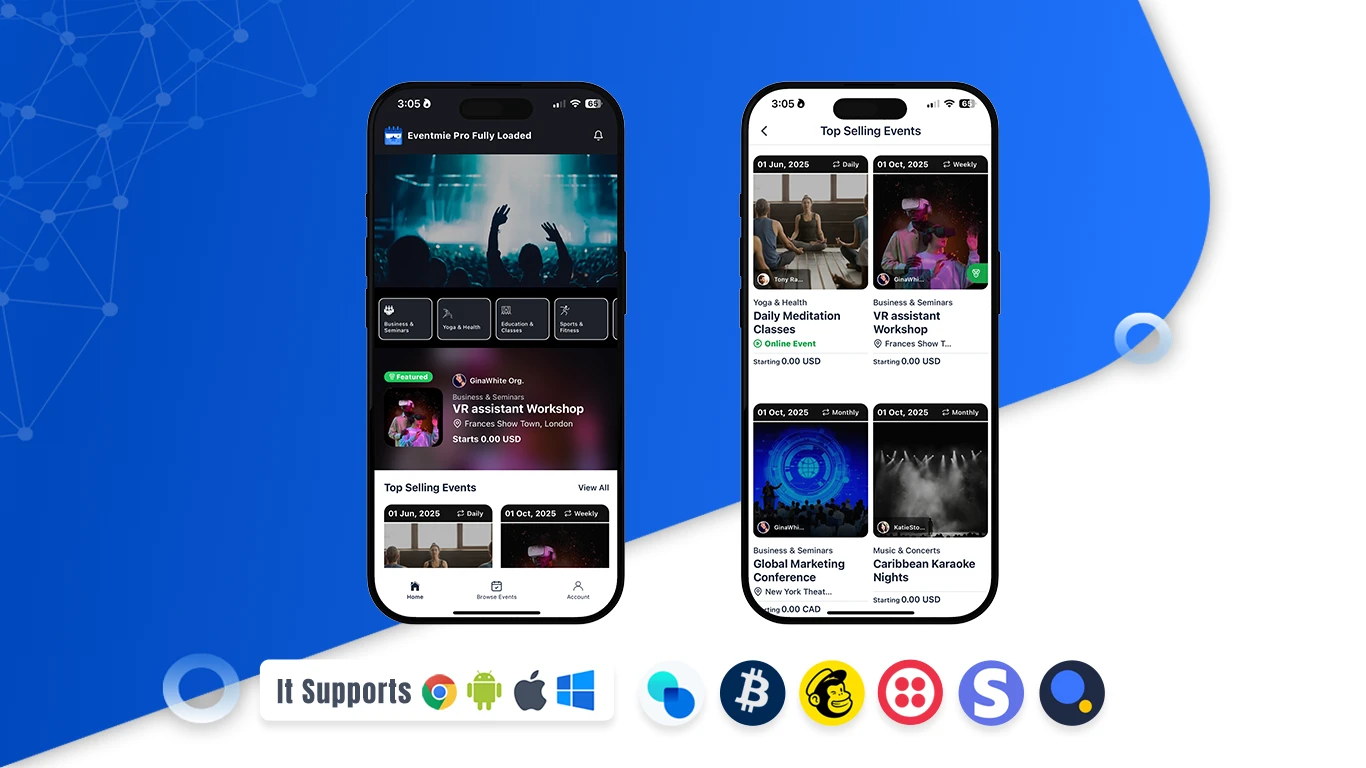 3:05
65
Eventmie Pro Fully Loaded
Business &
Seminars
Yoga & Health
Education &
Classes
Sports &
Fitness
Featured
GinaWhite Org.
Business & Seminars
VR assistant Workshop
Frances Show Town, London
Starts 0.00 USD
Top Selling Events
View All
01 Jun, 2025
Daily
01 Oct, 2025
Weekly
Home
Browse Events
Account
3:05
65
Top Selling Events
01 Jun, 2025
Daily
01 Oct, 2025
Weekly
Tony Ra...
GinaWhi...
Yoga & Health
Daily Meditation
Classes
Online Event
Starting 0.00 USD
Business & Seminars
VR assistant
Workshop
Frances Show T...
Starting 0.00 USD
01 Oct, 2025
Monthly
01 Oct, 2025
Monthly
GinaWhi...
KatieSto...
Business & Seminars
Global Marketing
Conference
New York Theat...
0.00 CAD
Music & Concerts
Caribbean Karaoke
Nights
Starting 0.00 USD
It Supports
S